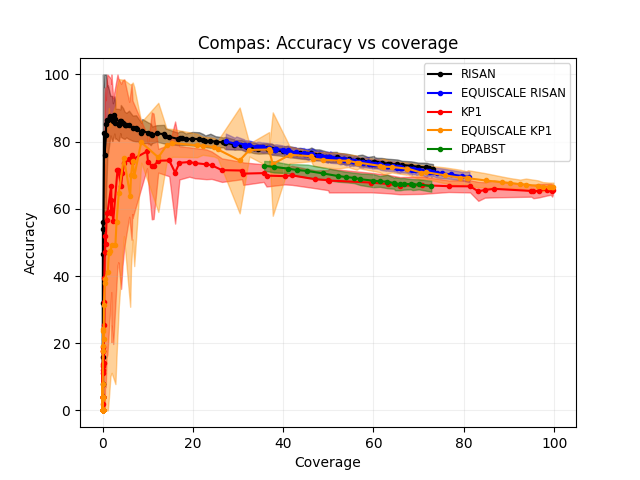 Compas: Accuracy vs coverage
100
80
60
40
20
0
Accuracy
RISAN
EQUISCALE RISAN
KP1
EQUISCALE KP1
DPABST
0 20 40 60 80 100
Coverage